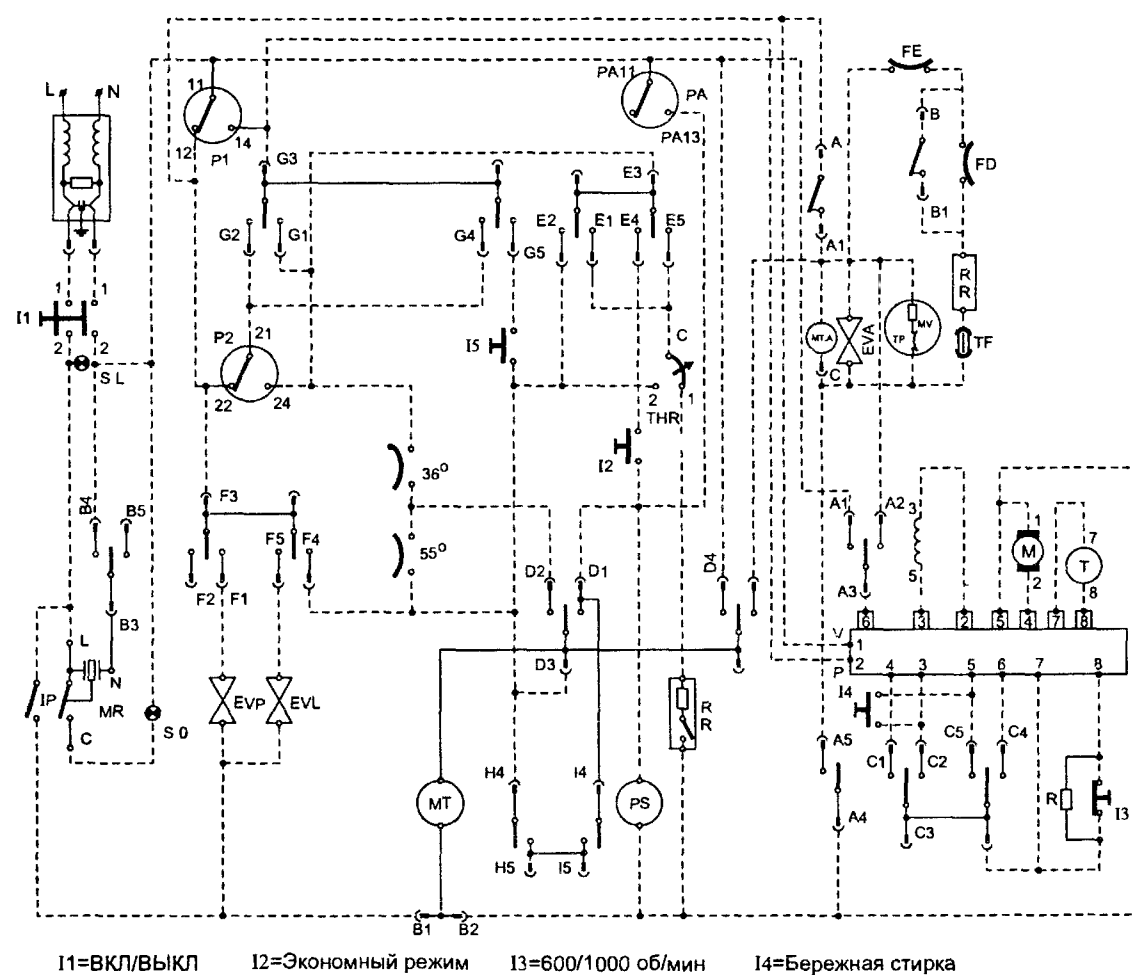 FE
L N
11
PA11 PA
PA13
12 14
P1
B
A
FD
G3
E3
B1
G2 G1
G4
G5
E2 E1 E4 E5
A1
1 1
I1
2 2
S L
P2 21
22 24
I5
C
2 1
THR
I2
R
R
MV
TP
MT.A
EVA
TF
C
36°
55°
B4 B5
F3
F5 F4
F2 F1
D2 D1
D4
A1 A2
A3
3
5
1
M
2
7
T
8
B3
L
N
IP
MR
C
S 0
EVP EVL
D3
R
R
6 3 2 5 4 7 8
V 1
P 2 4 3 5 6 7 8
I4
C1 C2 C5 C4
C3
A5
A4
R
I3
H4 I4
MT
PS
H5 I5
B1 B2
I1=ВКЛ/ВЫКЛ I2=Экономный режим I3=600/1000 об/мин I4=Бережная стирка